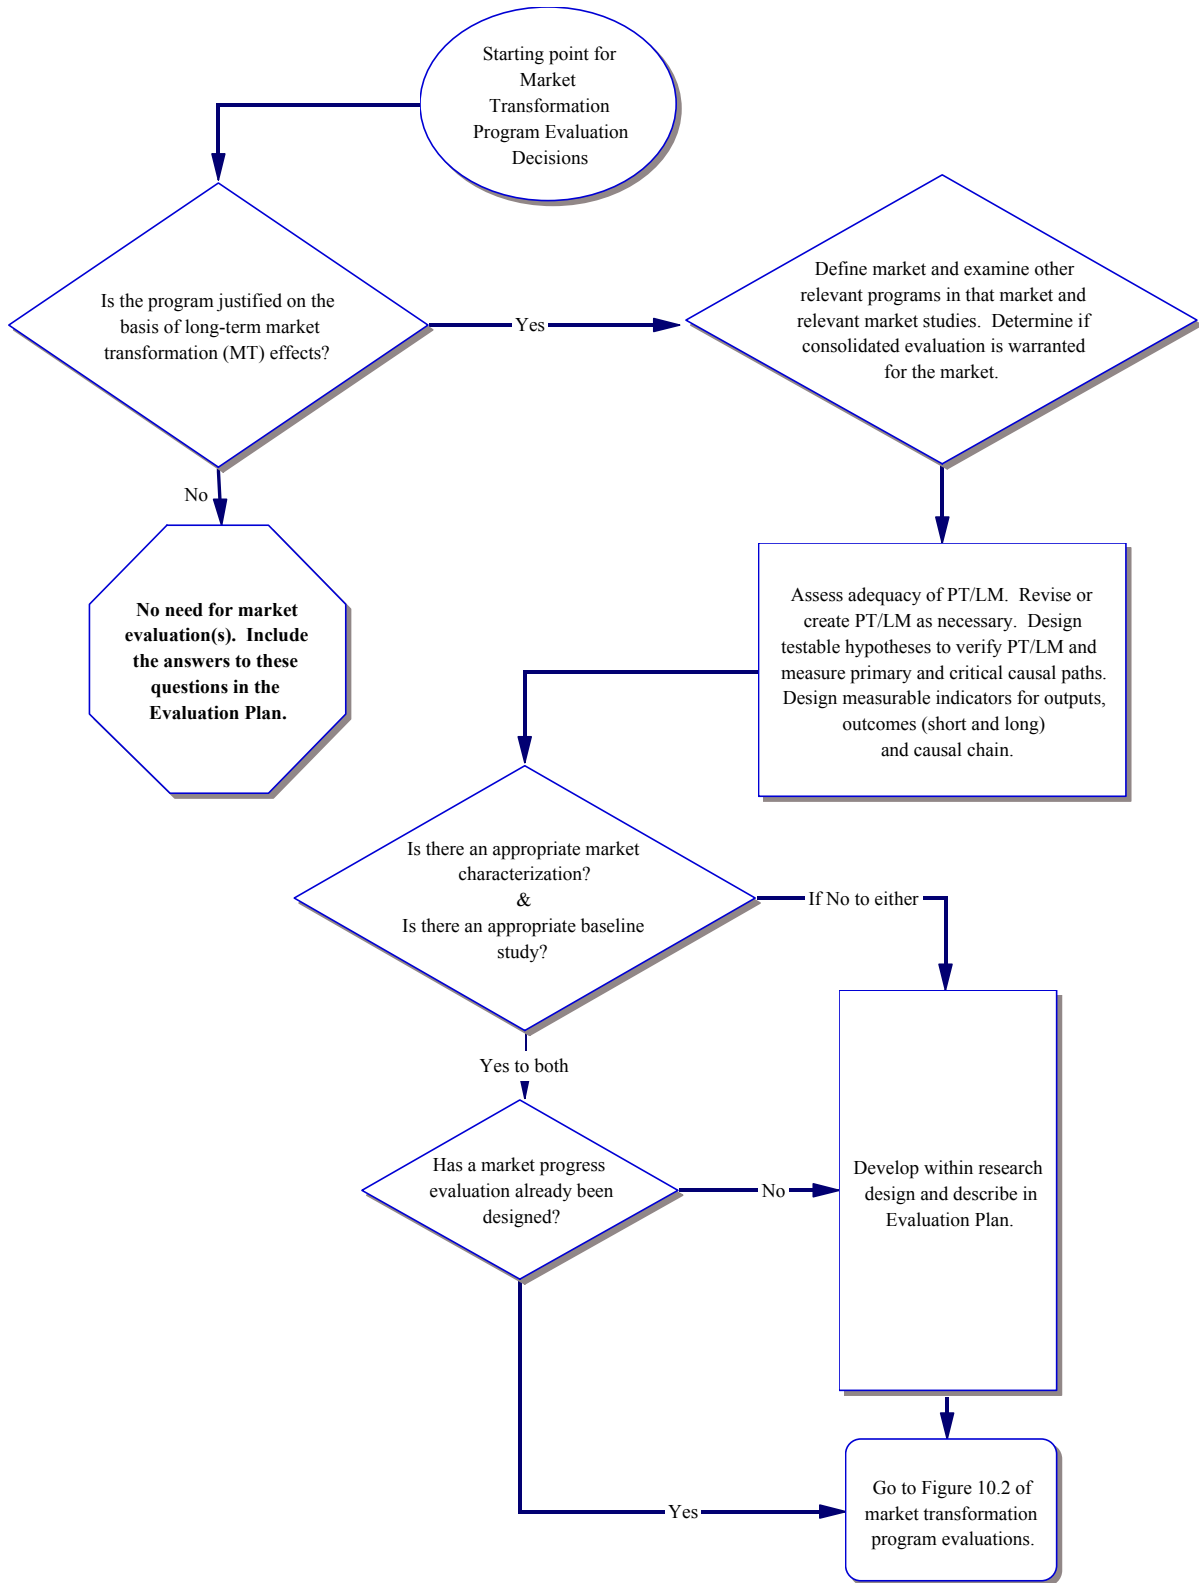 Starting point for
Market
Transformation
Program Evaluation
Decisions
Is the program justified on the
basis of long-term market
transformation (MT) effects?
Yes
Define market and examine other
relevant programs in that market and
relevant market studies.  Determine if
consolidated evaluation is warranted
for the market.
No
No need for market
evaluation(s).  Include
the answers to these
questions in the
Evaluation Plan.
Assess adequacy of PT/LM.  Revise or
create PT/LM as necessary.  Design
testable hypotheses to verify PT/LM and
measure primary and critical causal paths.
Design measurable indicators for outputs,
outcomes (short and long)
and causal chain.
Is there an appropriate market
characterization?
&
Is there an appropriate baseline
study?
If No to either
Yes to both
Has a market progress
evaluation already been
designed?
No
Develop within research
design and describe in
Evaluation Plan.
Yes
Go to Figure 10.2 of
market transformation
program evaluations.